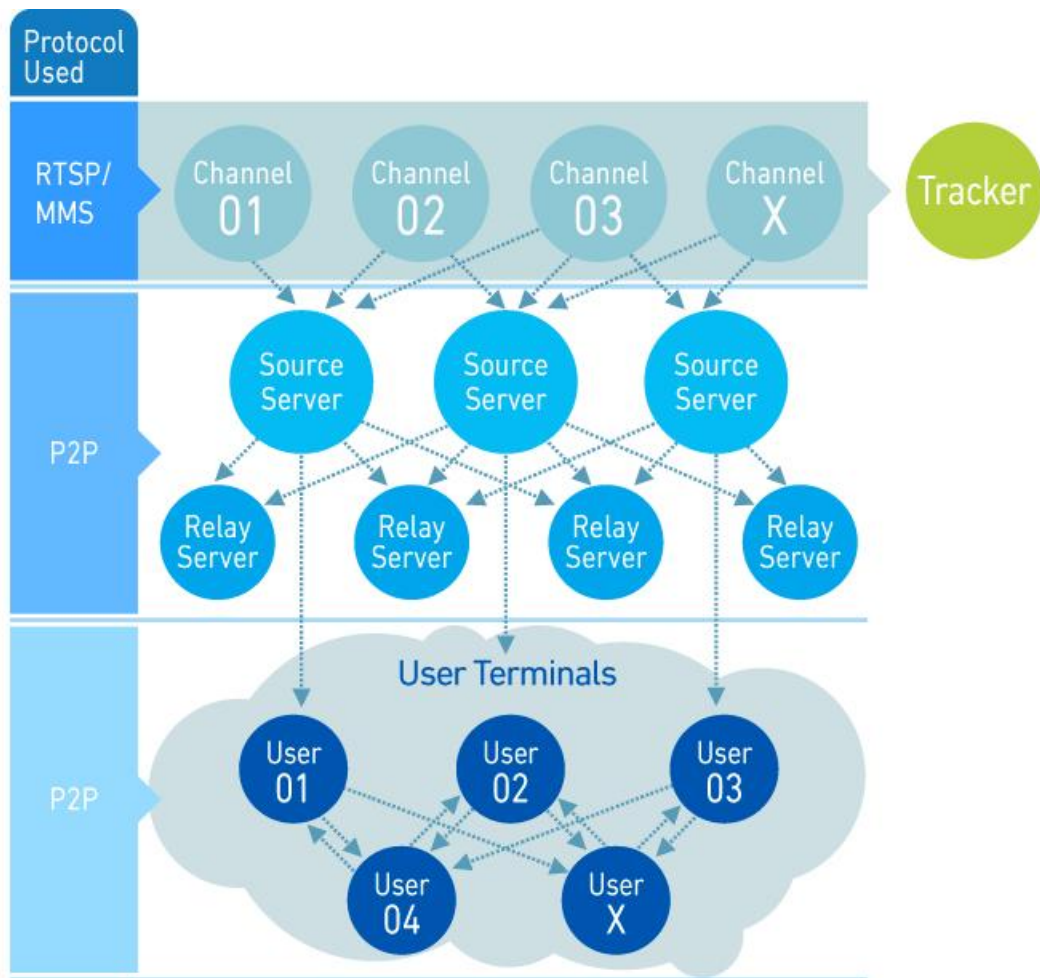 Protocol
Used
RTSP/
MMS
Channel
01
Channel
02
Channel
03
Channel
X
Tracker
P2P
Source
Server
Source
Server
Source
Server
Relay
Server
Relay
Server
Relay
Server
Relay
Server
P2P
User Terminals
User
01
User
02
User
03
User
04
User
X